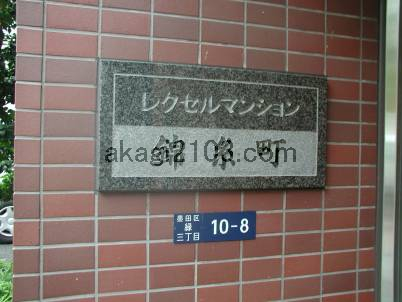 レクセルマンション
錦糸町
akagi2103.com
墨田区
緑
三丁目
10-8